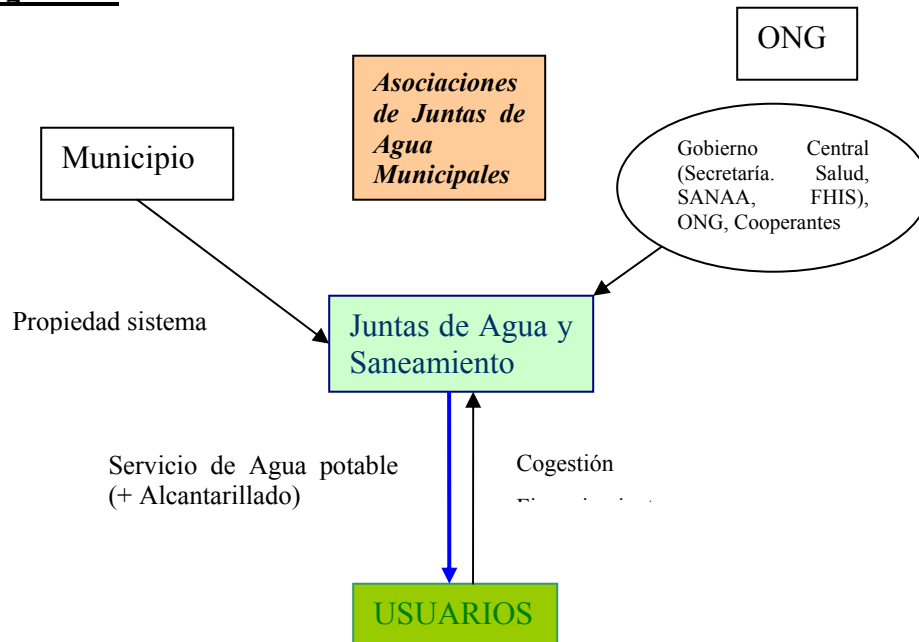 ONG
Asociaciones
de Juntas de
Agua
Municipales
Municipio
Gobierno Central
(Secretaría. Salud,
SANAA, FHIS),
ONG, Cooperantes
Propiedad sistema
Juntas de Agua y
Saneamiento
Servicio de Agua potable
(+ Alcantarillado)
Cogestión
USUARIOS